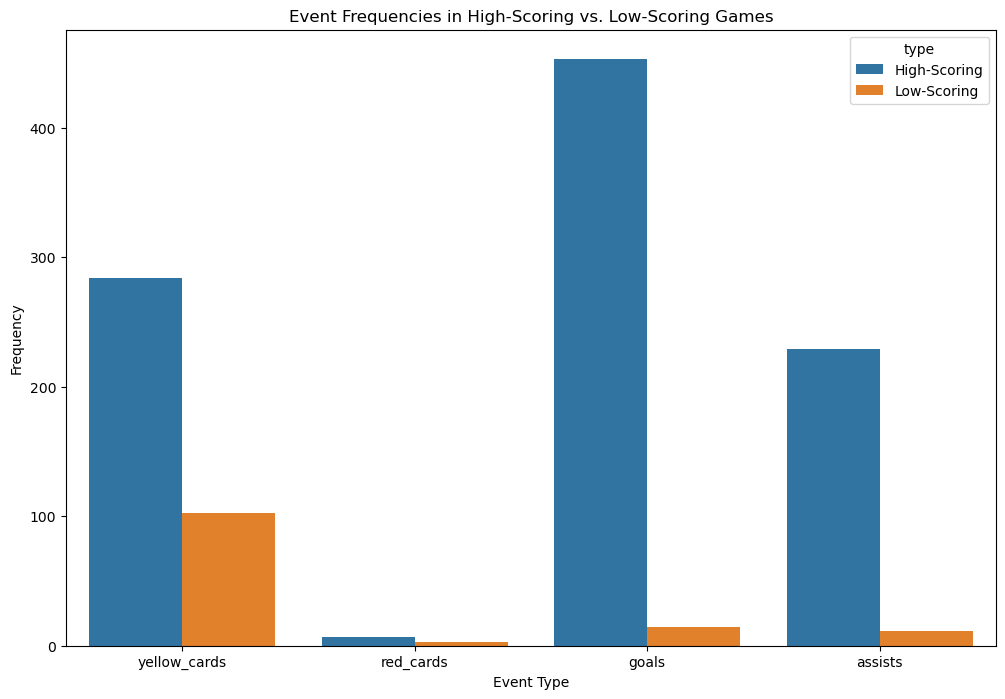 Event Frequencies in High-Scoring vs. Low-Scoring Games
type
High-Scoring
Low-Scoring
Frequency
400
300
200
100
0
yellow_cards
red_cards
goals
assists
Event Type